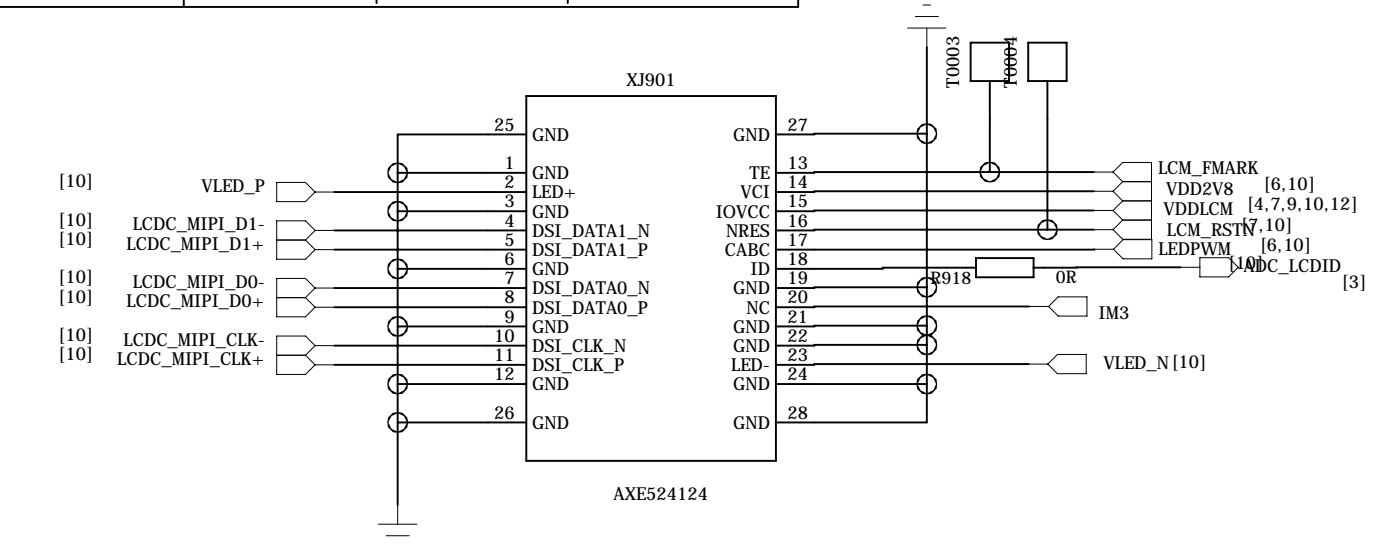 XJ901
T0003
T0004
25 GND
1 GND
[10] VLED_P 2 LED+
3 GND
[10] LCDC_MIPI_D1- 4 DSI_DATA1_N
[10] LCDC_MIPI_D1+ 5 DSI_DATA1_P
6 GND
[10] LCDC_MIPI_D0- 7 DSI_DATA0_N
[10] LCDC_MIPI_D0+ 8 DSI_DATA0_P
9 GND
[10] LCDC_MIPI_CLK- 10 DSI_CLK_N
[10] LCDC_MIPI_CLK+ 11 DSI_CLK_P
12 GND
26 GND
GND 27
TE 13 LCM_FMARK
VCI 14 VDD2V8 [6,10]
IOVCC 15 VDDLCM [4,7,9,10,12]
NRES 16 LCM_RSTN [7,10]
CABC 17 LEDPWM [6,10]
ID 18 R918 0R [10] ADC_LCDID
[3]
GND 19
NC 20 IM3
GND 21
GND 22
LED- 23 VLED_N [10]
GND 24
GND 28
AXE524124